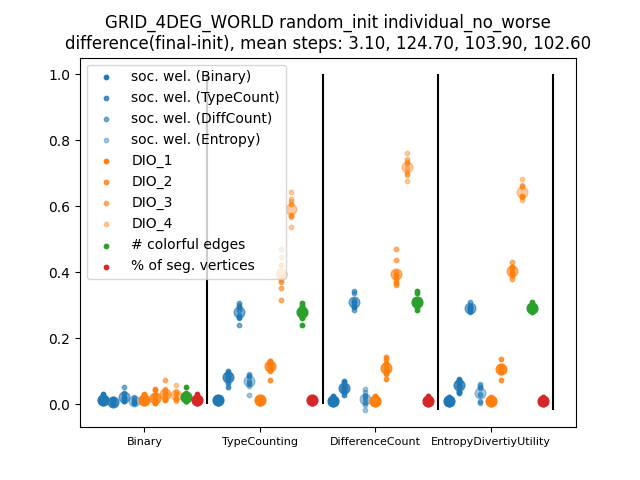 GRID_4DEG_WORLD random_init individual_no_worse
difference(final-init), mean steps: 3.10, 124.70, 103.90, 102.60
1.0
0.8
0.6
0.4
0.2
0.0
soc. wel. (Binary)
soc. wel. (TypeCount)
soc. wel. (DiffCount)
soc. wel. (Entropy)
DIO_1
DIO_2
DIO_3
DIO_4
# colorful edges
% of seg. vertices
Binary
TypeCounting
DifferenceCount
EntropyDivertiyUtility